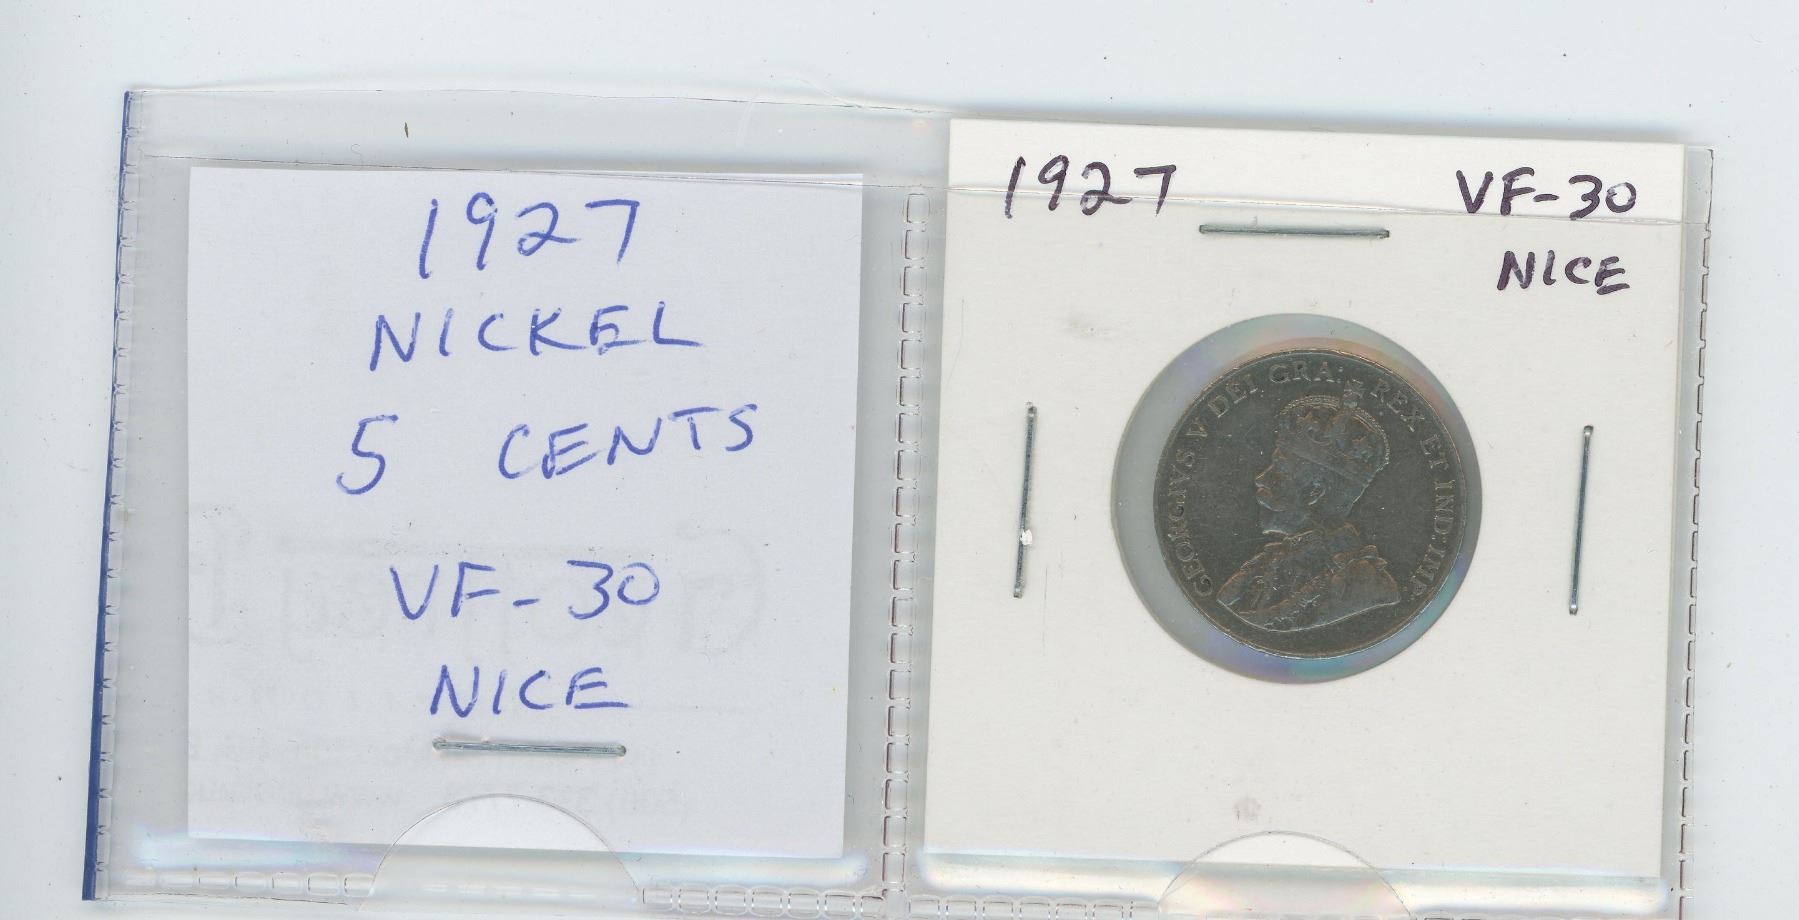 1927
NICKEL
5 CENTS
VF-30
NICE
1927 VF-30
NICE
GEORGIVS V DEI GRA: REX ET IND: IMP: